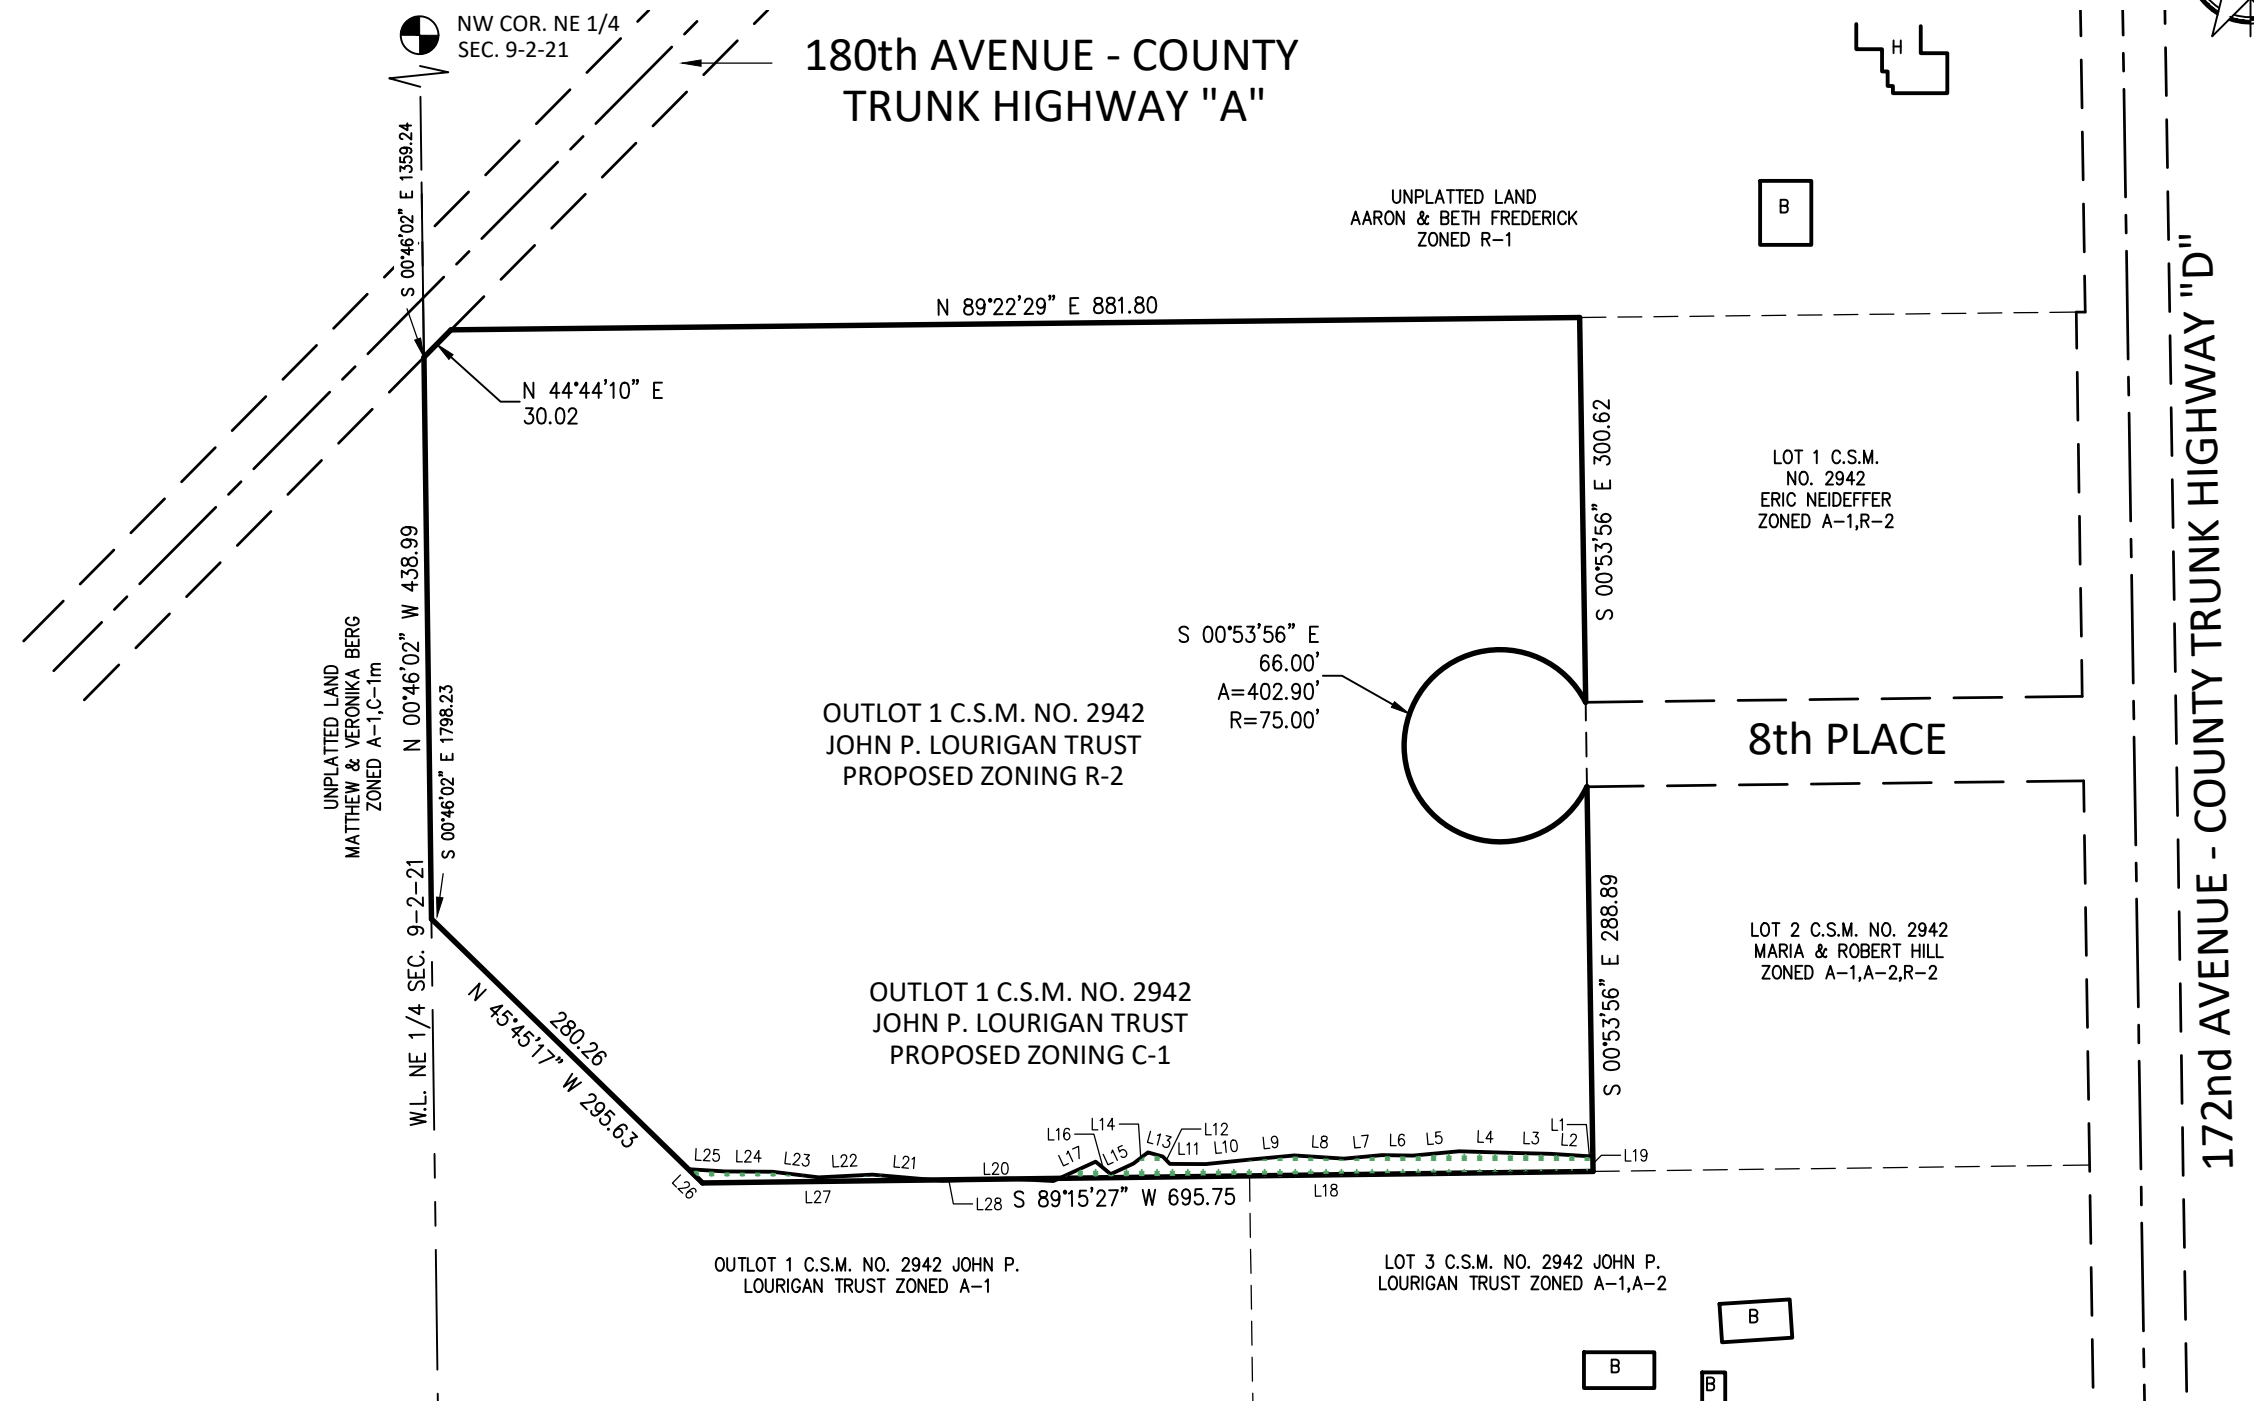 NW COR. NE 1/4
SEC. 9-2-21
180th AVENUE - COUNTY
TRUNK HIGHWAY "A"
H
B
S 00°46'02" E 1359.24
UNPLATTED LAND
AARON & BETH FREDERICK
ZONED R-1
N 89°22'29" E 881.80
N 44°44'10" E
30.02
S 00°53'56" E 300.62
LOT 1 C.S.M.
NO. 2942
ERIC NEIDEFFER
ZONED A-1,R-2
172nd AVENUE - COUNTY TRUNK HIGHWAY "D"
UNPLATTED LAND
MATTHEW & VERONIKA BERG
ZONED A-1,C-1m
N 00°46'02" W 438.99
S 00°46'02" E 1798.23
W.L. NE 1/4 SEC. 9-2-21
S 00°53'56" E
66.00'
A=402.90'
R=75.00'
OUTLOT 1 C.S.M. NO. 2942
JOHN P. LOURIGAN TRUST
PROPOSED ZONING R-2
8th PLACE
S 00°53'56" E 288.89
LOT 2 C.S.M. NO. 2942
MARIA & ROBERT HILL
ZONED A-1,A-2,R-2
OUTLOT 1 C.S.M. NO. 2942
JOHN P. LOURIGAN TRUST
PROPOSED ZONING C-1
280.26
N 45°45'17" W 295.63
L25
L24
L23
L22
L21
L20
L17
L16
L15
L14
L13
L12
L11
L10
L9
L8
L7
L6
L5
L4
L3
L2
L1
L19
L26
L27
L28
S 89°15'27" W 695.75
L18
OUTLOT 1 C.S.M. NO. 2942 JOHN P.
LOURIGAN TRUST ZONED A-1
LOT 3 C.S.M. NO. 2942 JOHN P.
LOURIGAN TRUST ZONED A-1,A-2
B
B
B